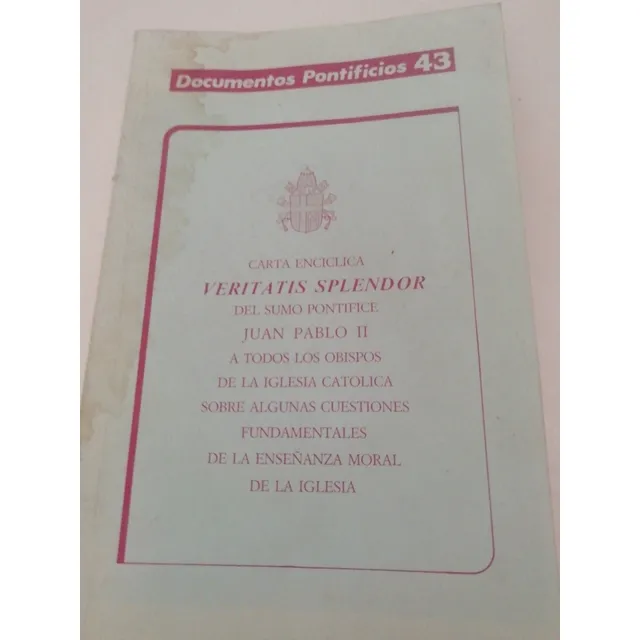 Documentos Pontificios 43
CARTA ENCICLICA
VERITATIS SPLENDOR
DEL SUMO PONTIFICE
JUAN PABLO II
A TODOS LOS OBISPOS
DE LA IGLESIA CATOLICA
SOBRE ALGUNAS CUESTIONES
FUNDAMENTALES
DE LA ENSEÑANZA MORAL
DE LA IGLESIA